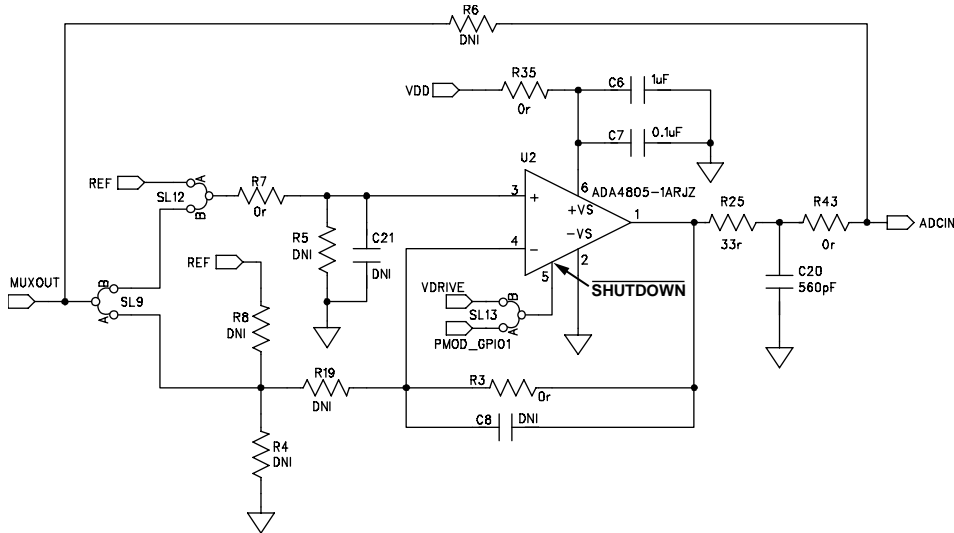 R6
DNI
R35
VDD
0r
C6 1uF
C7 0.1uF
U2
6 ADA4805-1ARJZ
+VS
-VS
REF
A
SL12
B
R7
0r
3
+
1
R25
33r
R43
0r
ADCIN
R5
DNI
C21
DNI
4
-
2
5
SHUTDOWN
C20
560pF
MUXOUT
B
SL9
A
REF
R8
DNI
VDRIVE
B
SL13
A
PMOD_GPIO1
R19
DNI
R3
0r
C8 DNI
R4
DNI